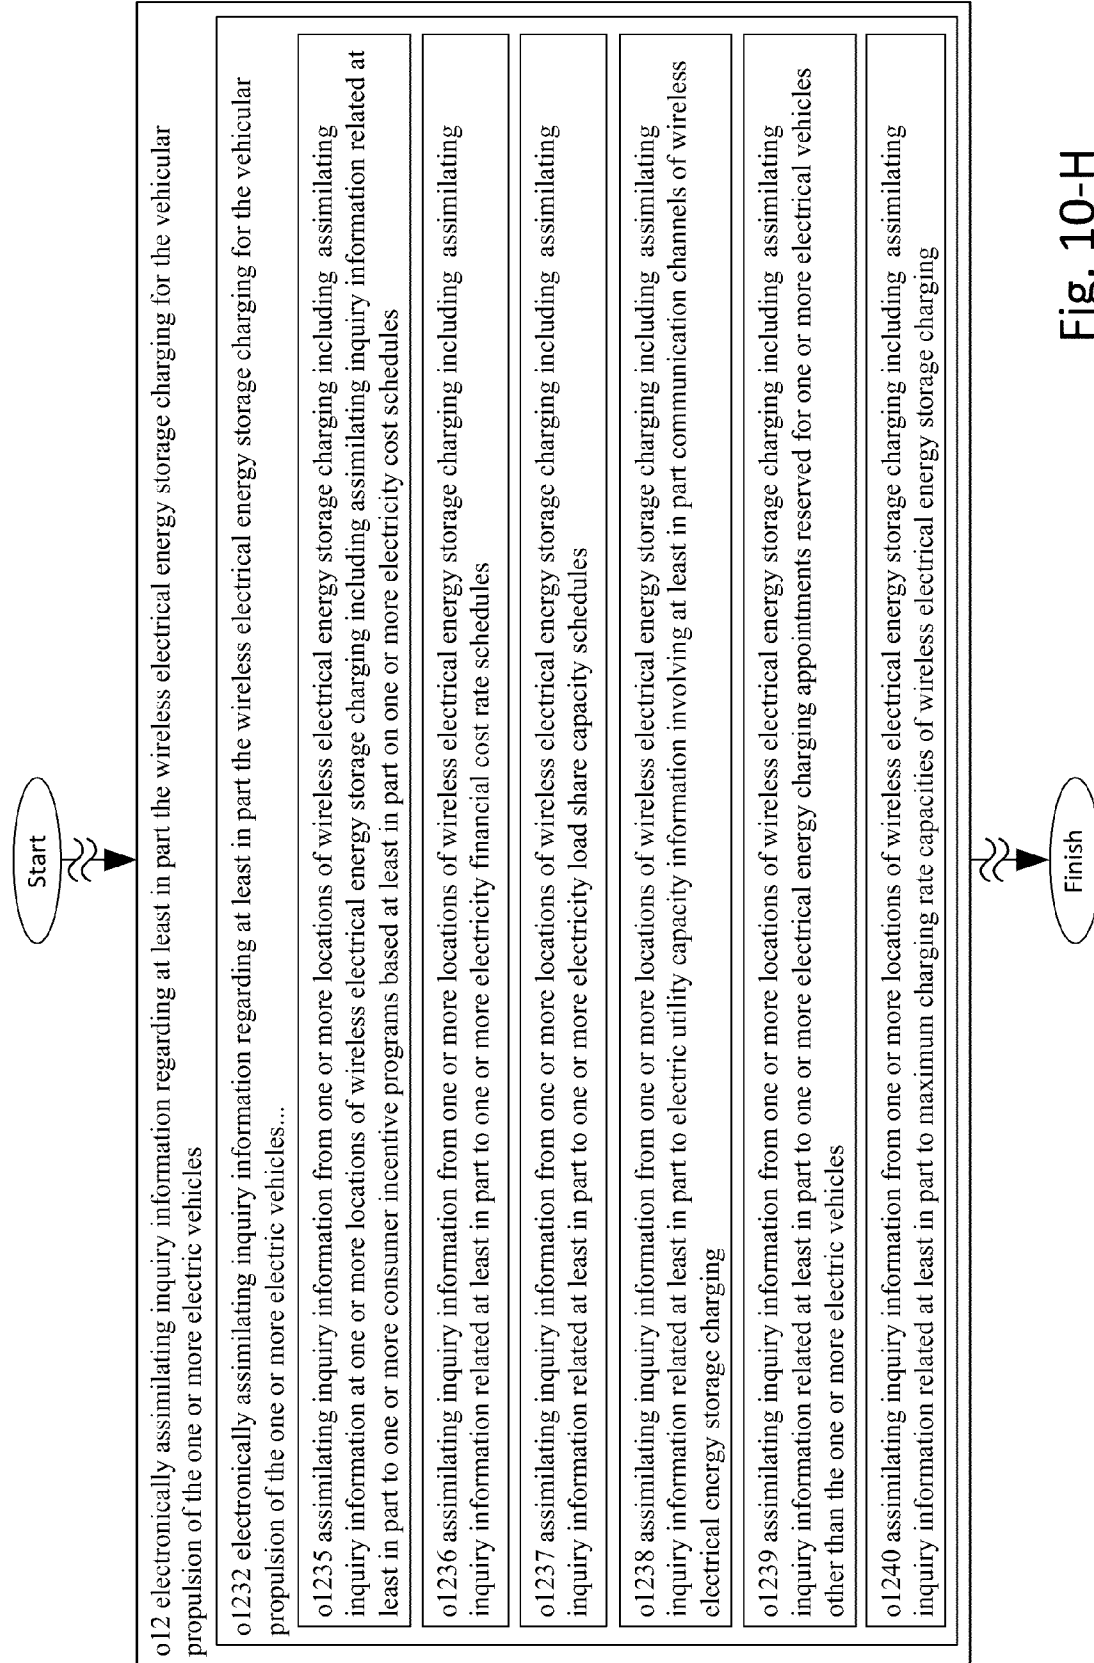 Start
o12 electronically assimilating inquiry information regarding at least in part the wireless electrical energy storage charging for the vehicular
propulsion of the one or more electric vehicles
o1232 electronically assimilating inquiry information regarding at least in part the wireless electrical energy storage charging for the vehicular
propulsion of the one or more electric vehicles...
o1235 assimilating inquiry information from one or more locations of wireless electrical energy storage charging including assimilating
inquiry information at one or more locations of wireless electrical energy storage charging including assimilating inquiry information related at
least in part to one or more consumer incentive programs based at least in part on one or more electricity cost schedules
o1236 assimilating inquiry information from one or more locations of wireless electrical energy storage charging including assimilating
inquiry information related at least in part to one or more electricity financial cost rate schedules
o1237 assimilating inquiry information from one or more locations of wireless electrical energy storage charging including assimilating
inquiry information related at least in part to one or more electricity load share capacity schedules
o1238 assimilating inquiry information from one or more locations of wireless electrical energy storage charging including assimilating
inquiry information related at least in part to electric utility capacity information involving at least in part communication channels of wireless
electrical energy storage charging
o1239 assimilating inquiry information from one or more locations of wireless electrical energy storage charging including assimilating
inquiry information related at least in part to one or more electrical energy charging appointments reserved for one or more electrical vehicles
other than the one or more electric vehicles
o1240 assimilating inquiry information from one or more locations of wireless electrical energy storage charging including assimilating
inquiry information related at least in part to maximum charging rate capacities of wireless electrical energy storage charging
Finish
Fig. 10-H